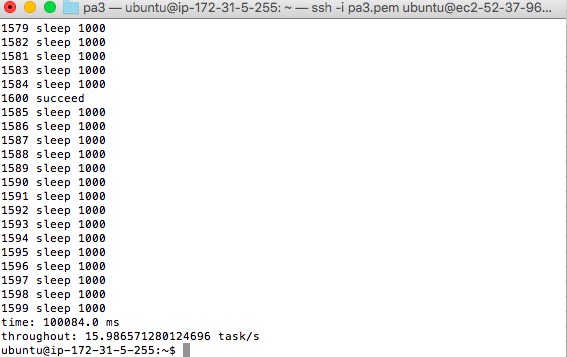 pa3 — ubuntu@ip-172-31-5-255: ~ — ssh -i pa3.pem ubuntu@ec2-52-37-96...
1579 sleep 1000
1582 sleep 1000
1581 sleep 1000
1583 sleep 1000
1584 sleep 1000
1600 succeed
1585 sleep 1000
1586 sleep 1000
1587 sleep 1000
1588 sleep 1000
1589 sleep 1000
1590 sleep 1000
1591 sleep 1000
1592 sleep 1000
1593 sleep 1000
1594 sleep 1000
1595 sleep 1000
1596 sleep 1000
1597 sleep 1000
1598 sleep 1000
1599 sleep 1000
time: 100084.0 ms
throughout: 15.986571280124696 task/s
ubuntu@ip-172-31-5-255:~$